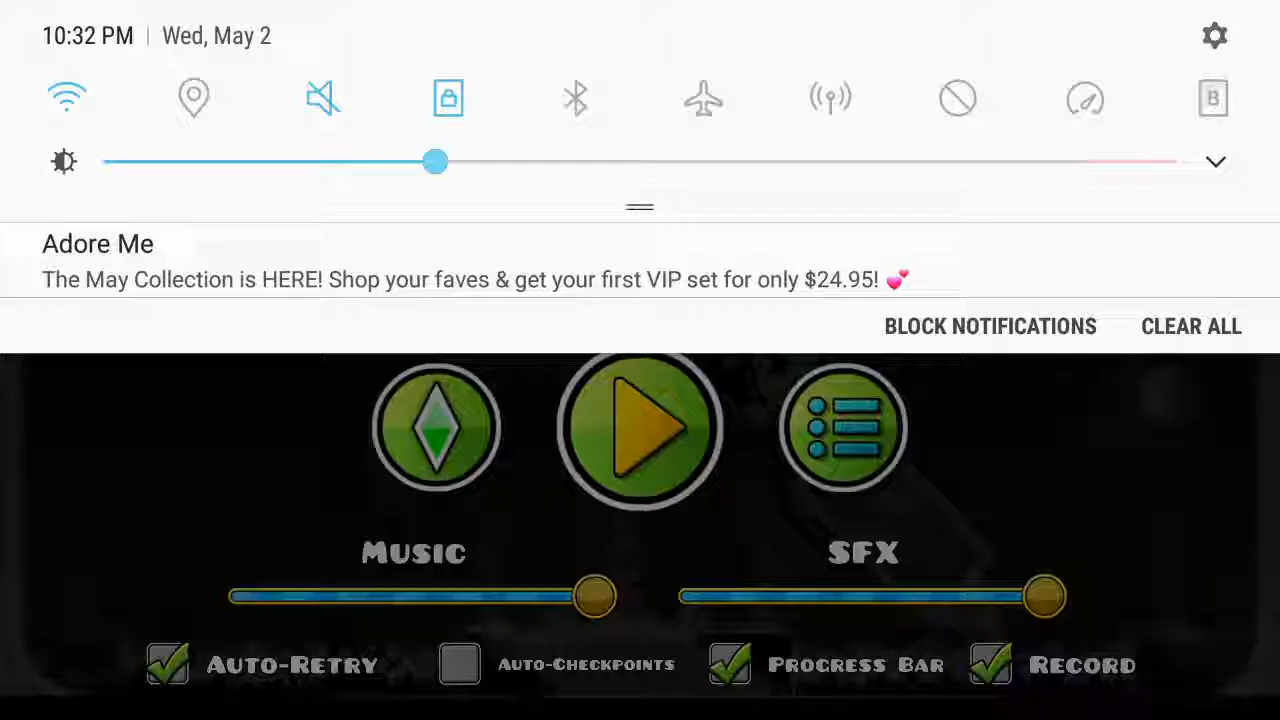 10:32 PM | Wed, May 2
B
Adore Me
The May Collection is HERE! Shop your faves & get your first VIP set for only $24.95! 💕
BLOCK NOTIFICATIONS CLEAR ALL
MUSIC SFX
AUTO-RETRY AUTO-CHECKPOINTS PROGRESS BAR RECORD